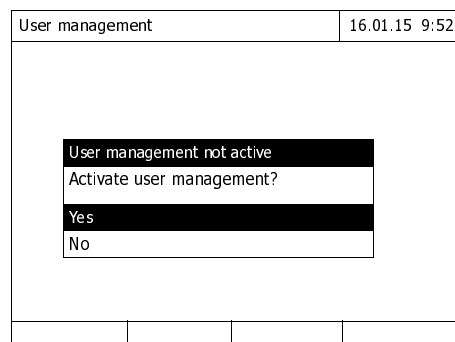 User management
16.01.15 9:52
User management not active
Activate user management?
Yes
No